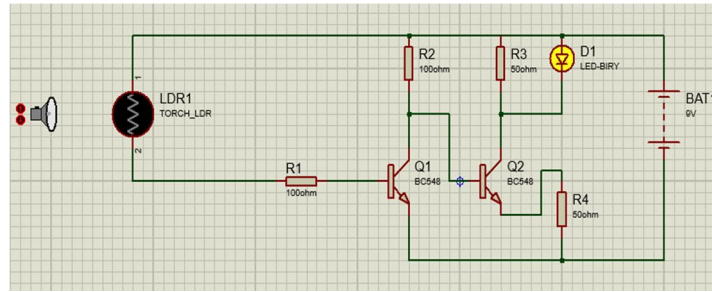 R2
100ohm
R3
50ohm
D1
LED-BIRY
1
LDR1
TORCH_LDR
2
BAT1
9V
R1
100ohm
Q1
BC548
Q2
BC548
R4
50ohm